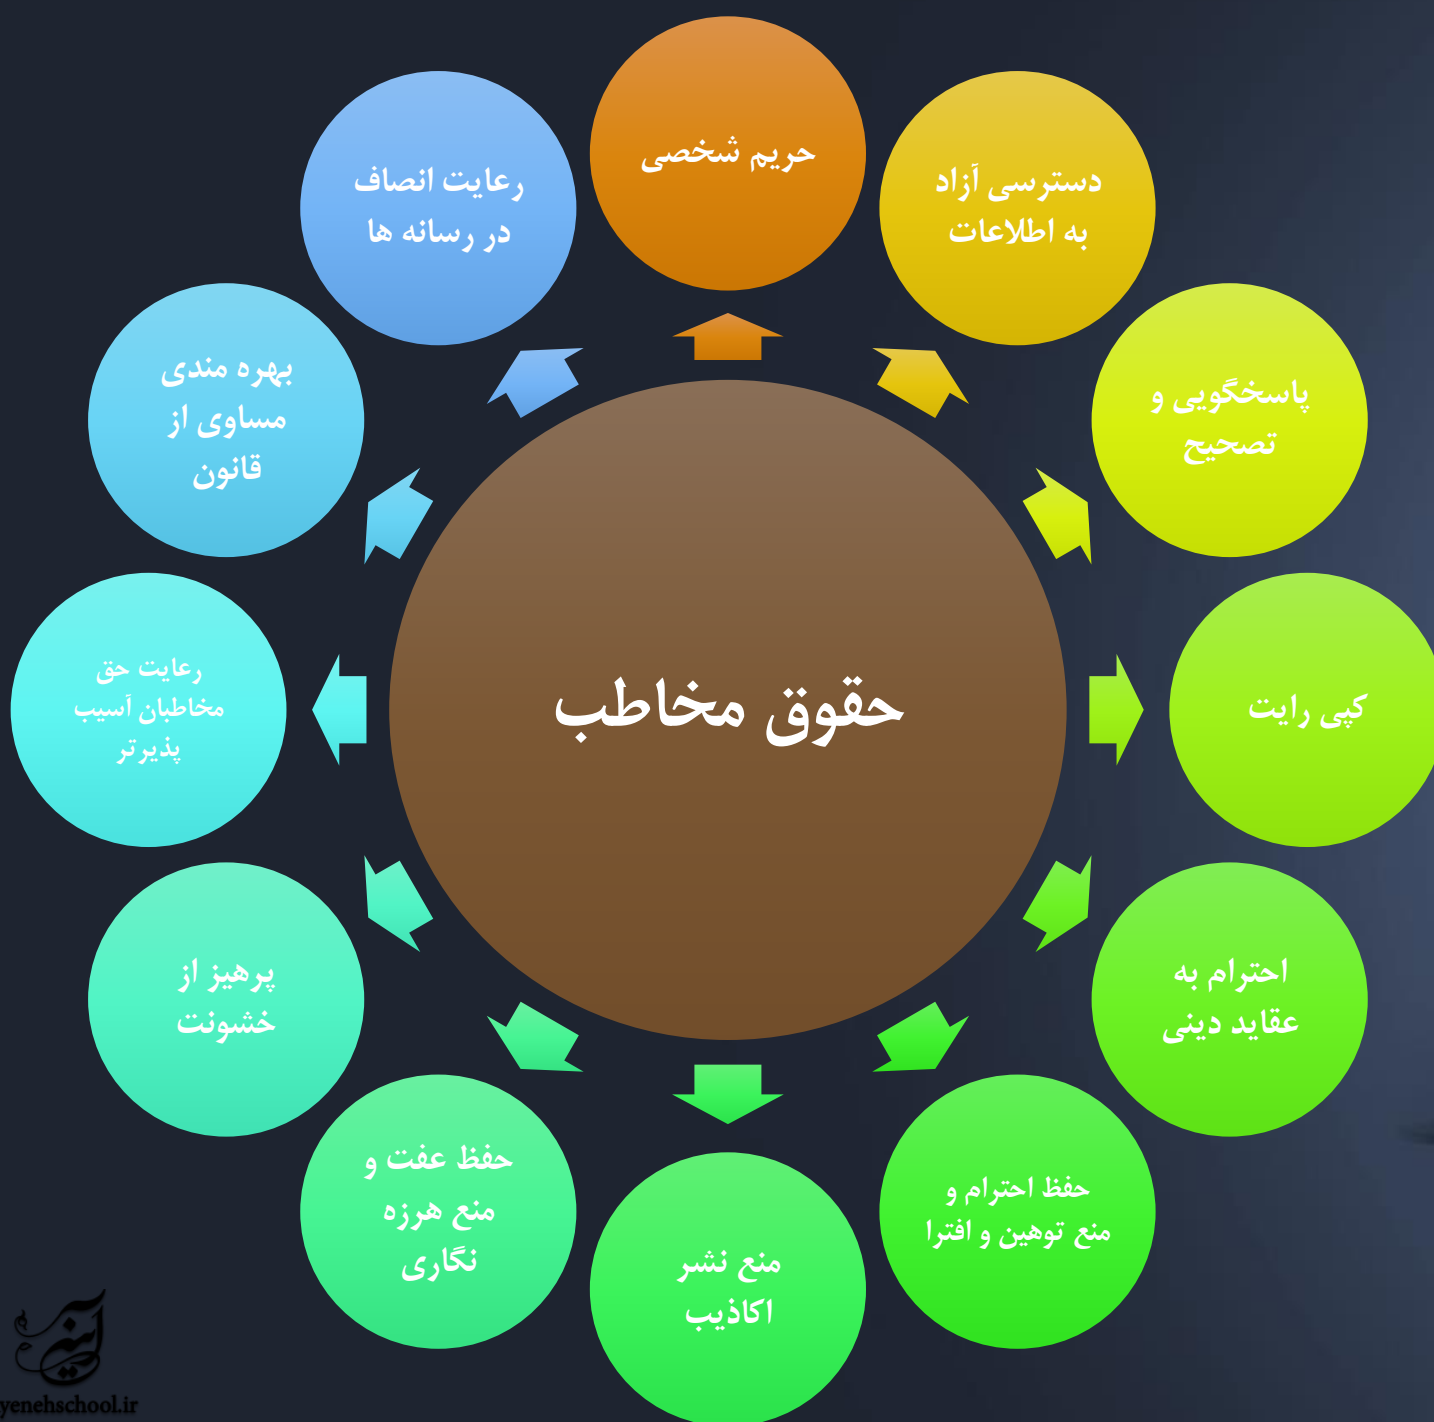 حقوق مخاطب
حریم شخصی
دسترسی آزاد
به اطلاعات
پاسخگویی و
تصحیح
کپی رایت
احترام به
عقاید دینی
حفظ احترام و
منع توهین و افترا
منع نشر
اکاذیب
حفظ عفت و
منع هرزه
نگاری
پرهیز از
خشونت
رعایت حق
مخاطبان آسیب
پذیرتر
بهره مندی
مساوی از
قانون
رعایت انصاف
در رسانه ها
آینه
yenehschool.ir